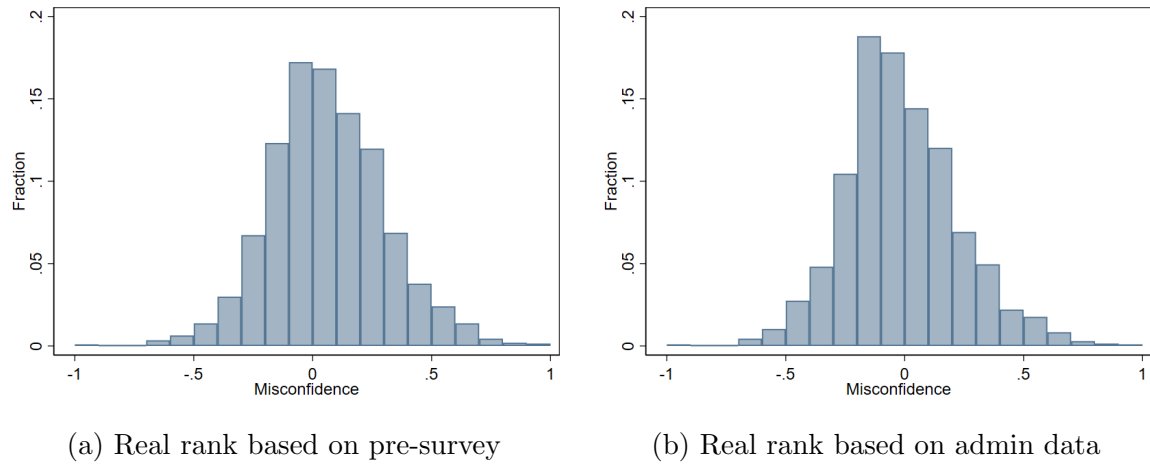 .2
.15
.1
.05
0
Fraction
-1 -.5 0 .5 1
Misconfidence
(a) Real rank based on pre-survey
.2
.15
.1
.05
0
Fraction
-1 -.5 0 .5 1
Misconfidence
(b) Real rank based on admin data